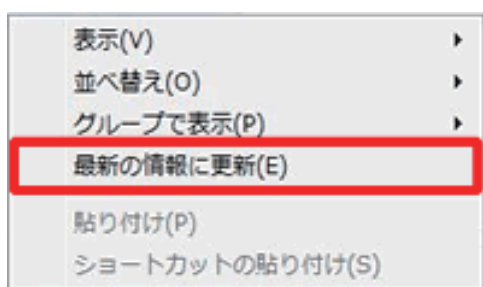 表示(V)
並べ替え(O)
グループで表示(P)
最新の情報に更新(E)
貼り付け(P)
ショートカットの貼り付け(S)